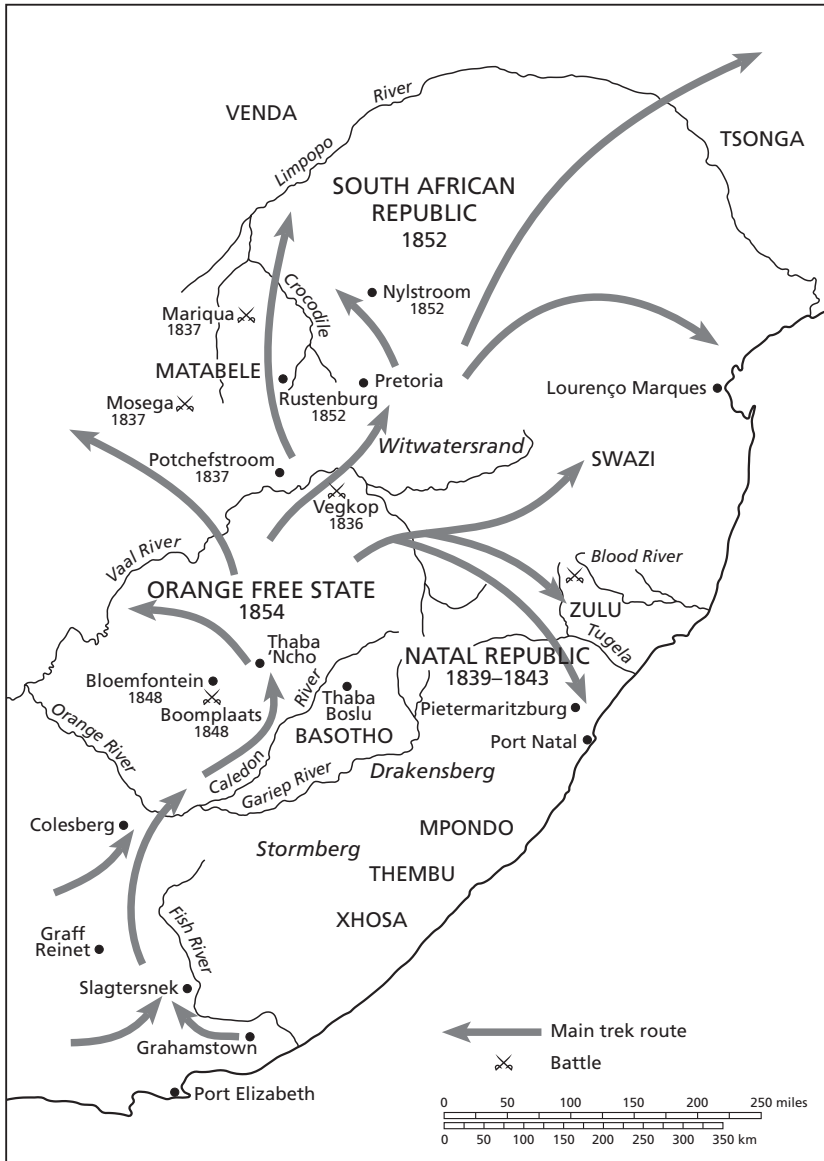 VENDA
Limpopo
River
TSONGA
SOUTH AFRICAN
REPUBLIC
1852
Crocodile
Nylstroom
1852
Mariqua
1837
MATABELE
Rustenburg
1852
Pretoria
Lourenço Marques
Mosega
1837
Witwatersrand
Potchefstroom
1837
SWAZI
Vegkop
1836
Vaal River
Blood River
ORANGE FREE STATE
1854
ZULU
Tugela
Thaba
'Ncho
River
NATAL REPUBLIC
1839–1843
Bloemfontein
1848
Boomplaats
1848
Thaba
Boslu
Pietermaritzburg
BASOTHO
Port Natal
Orange River
Caledon
Gariep River
Drakensberg
Colesberg
MPONDO
Stormberg
THEMBU
XHOSA
Fish River
Graff
Reinet
Slagtersnek
Grahamstown
Main trek route
Battle
Port Elizabeth
0 50 100 150 200 250 miles
0 50 100 150 200 250 300 350 km